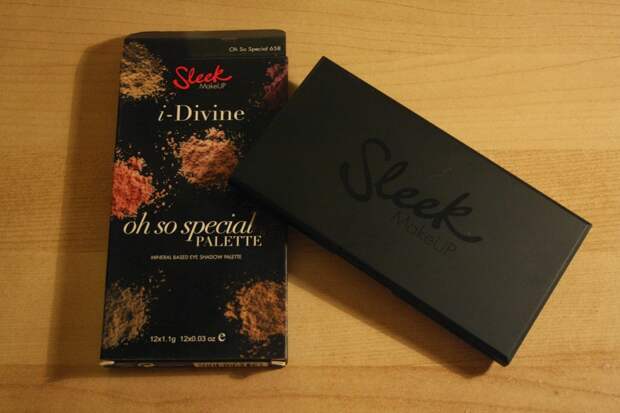 Oh So Special 658
Sleek
MakeUP
i-Divine
oh so special
PALETTE
MINERAL BASED EYE SHADOW PALETTE
12x1.1g 12x0.03 oz e
Sleek
MakeUP